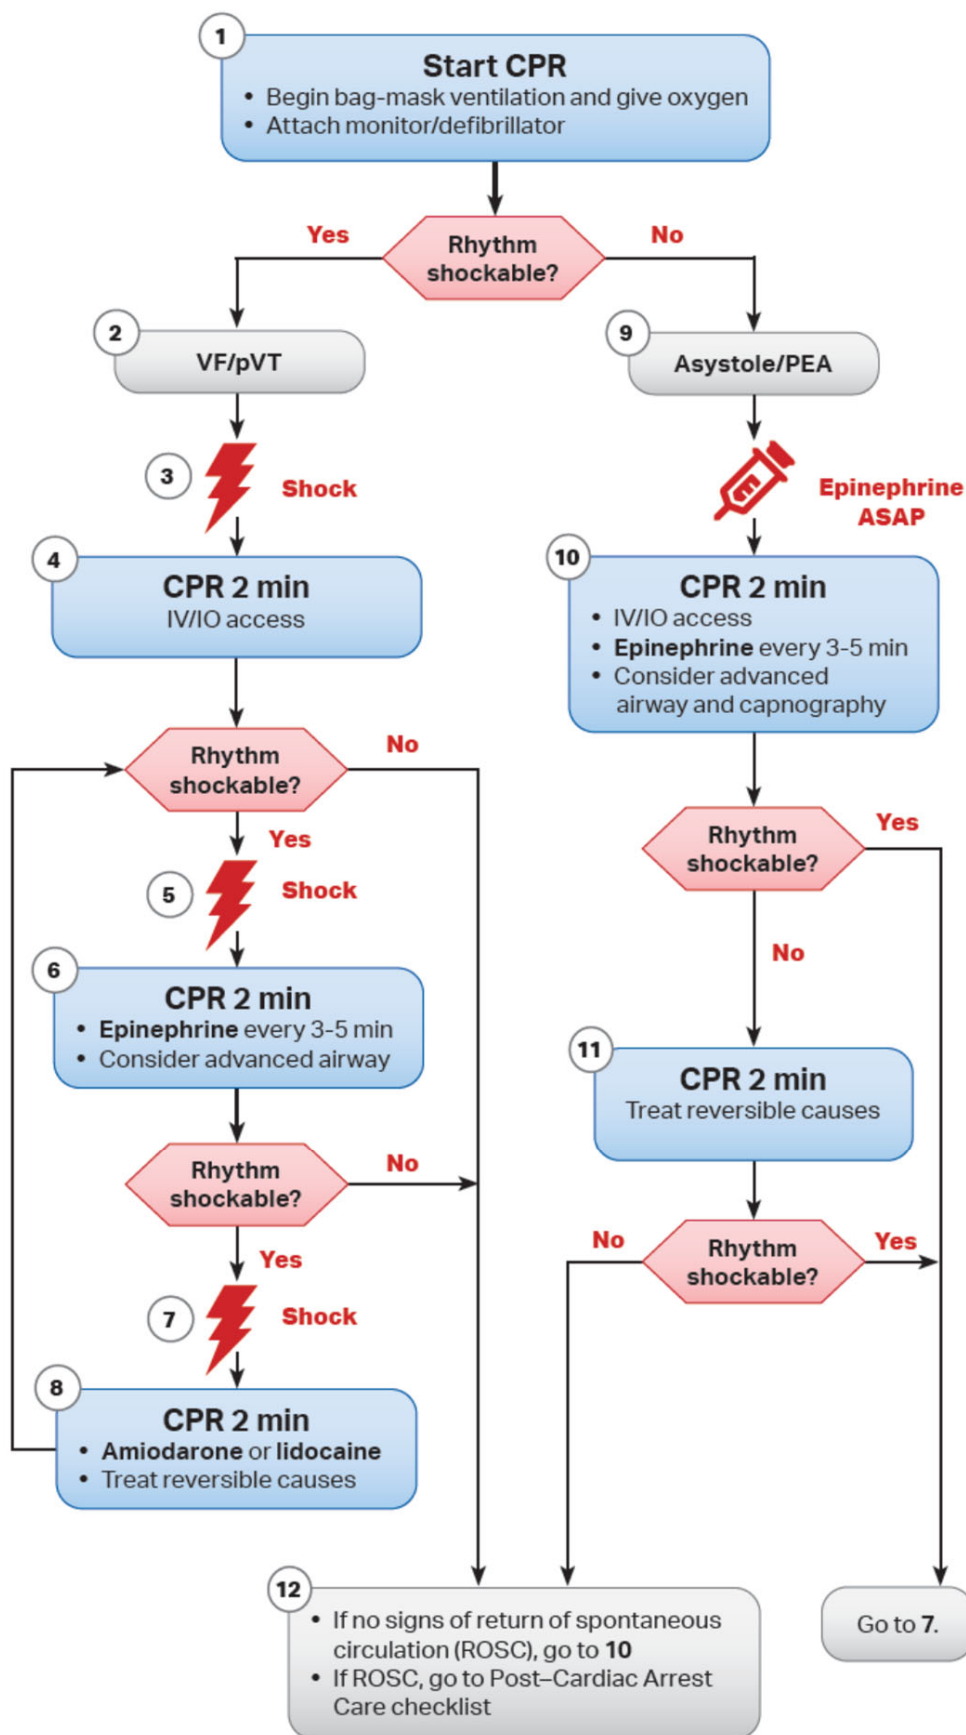 1
Start CPR
• Begin bag-mask ventilation and give oxygen
• Attach monitor/defibrillator
Rhythm
shockable?
Yes
No
2
VF/pVT
3
Shock
4
CPR 2 min
IV/IO access
Rhythm
shockable?
No
Yes
5
Shock
6
CPR 2 min
• Epinephrine every 3-5 min
• Consider advanced airway
Rhythm
shockable?
No
Yes
7
Shock
8
CPR 2 min
• Amiodarone or lidocaine
• Treat reversible causes
9
Asystole/PEA
Epinephrine
ASAP
10
CPR 2 min
• IV/IO access
• Epinephrine every 3-5 min
• Consider advanced
airway and capnography
Rhythm
shockable?
Yes
No
11
CPR 2 min
Treat reversible causes
Rhythm
shockable?
No
Yes
12
• If no signs of return of spontaneous
circulation (ROSC), go to 10
• If ROSC, go to Post–Cardiac Arrest
Care checklist
Go to 7.